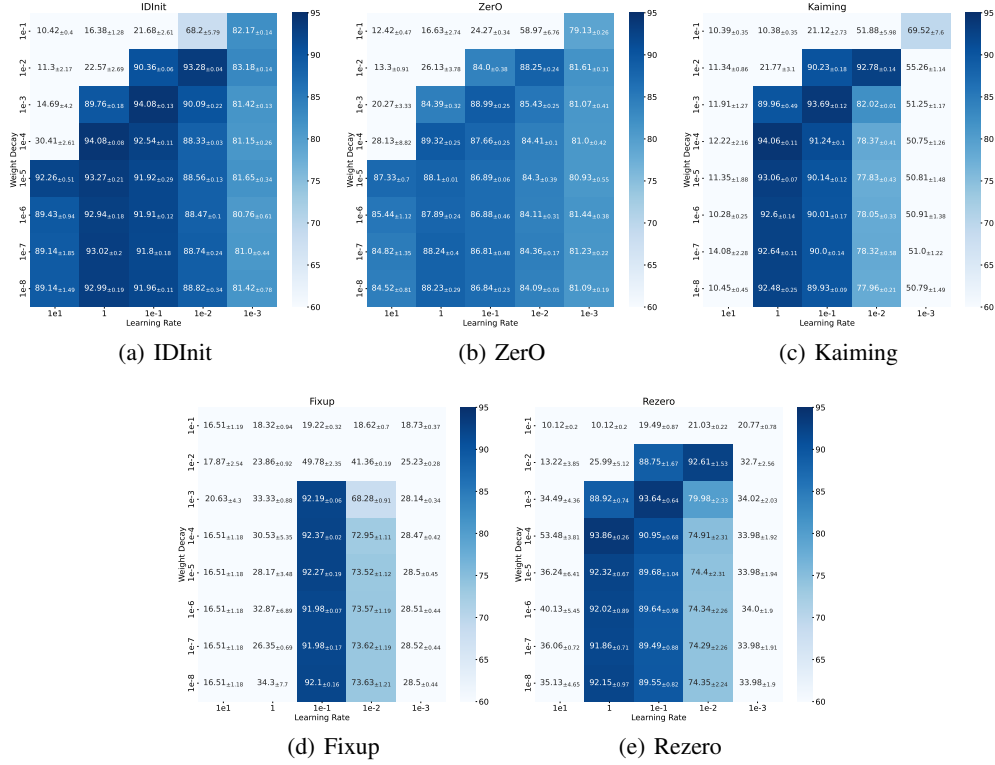 IDInit
ZerO
Kaiming
1e-1 10.42±0.4 16.38±1.28 21.68±2.61 68.2±5.79 82.17±0.14
1e-2 11.3±2.17 22.57±2.69 90.36±0.06 93.28±0.04 83.18±0.14
1e-3 14.69±4.2 89.76±0.18 94.08±0.13 90.09±0.22 81.42±0.13
1e-4 30.41±2.61 94.08±0.08 92.54±0.11 88.33±0.03 81.15±0.26
1e-5 92.26±0.51 93.27±0.21 91.92±0.29 88.56±0.13 81.65±0.34
1e-6 89.43±0.94 92.94±0.18 91.91±0.12 88.47±0.1 80.76±0.61
1e-7 89.14±1.85 93.02±0.2 91.8±0.18 88.74±0.24 81.0±0.44
1e-8 89.14±1.49 92.99±0.19 91.96±0.11 88.82±0.34 81.42±0.78
1e1 1 1e-1 1e-2 1e-3
Learning Rate
Weight Decay
95
90
85
80
75
70
65
60
1e-1 12.42±0.47 16.63±2.74 24.27±0.34 58.97±6.76 79.13±0.26
1e-2 13.3±0.91 26.13±3.78 84.0±0.38 88.25±0.24 81.61±0.31
1e-3 20.27±3.33 84.39±0.32 88.99±0.25 85.43±0.25 81.07±0.41
1e-4 28.13±8.82 89.32±0.25 87.66±0.25 84.41±0.1 81.0±0.42
1e-5 87.33±0.7 88.1±0.01 86.89±0.06 84.3±0.39 80.93±0.55
1e-6 85.44±1.12 87.89±0.24 86.88±0.46 84.11±0.31 81.44±0.38
1e-7 84.82±1.35 88.24±0.4 86.81±0.48 84.36±0.17 81.23±0.22
1e-8 84.52±0.81 88.23±0.29 86.84±0.23 84.09±0.05 81.09±0.19
1e1 1 1e-1 1e-2 1e-3
Learning Rate
Weight Decay
95
90
85
80
75
70
65
60
1e-1 10.39±0.35 10.38±0.35 21.12±2.73 51.88±5.98 69.52±7.6
1e-2 11.34±0.86 21.77±3.1 90.23±0.18 92.78±0.14 55.26±1.14
1e-3 11.91±1.27 89.96±0.49 93.69±0.12 82.02±0.01 51.25±1.17
1e-4 12.22±2.16 94.06±0.11 91.24±0.1 78.37±0.41 50.75±1.26
1e-5 11.35±1.88 93.06±0.07 90.14±0.12 77.83±0.43 50.81±1.48
1e-6 10.28±0.25 92.6±0.14 90.01±0.17 78.05±0.33 50.91±1.38
1e-7 14.08±2.28 92.64±0.11 90.0±0.14 78.32±0.58 51.0±1.22
1e-8 10.45±0.45 92.48±0.25 89.93±0.09 77.96±0.21 50.79±1.49
1e1 1 1e-1 1e-2 1e-3
Learning Rate
Weight Decay
95
90
85
80
75
70
65
60
(a) IDInit
(b) ZerO
(c) Kaiming
Fixup
Rezero
1e-1 16.51±1.19 18.32±0.94 19.22±0.32 18.62±0.7 18.73±0.37
1e-2 17.87±2.54 23.86±0.92 49.78±2.35 41.36±0.19 25.23±0.28
1e-3 20.63±4.3 33.33±0.88 92.19±0.06 68.28±0.91 28.14±0.34
1e-4 16.51±1.18 30.53±5.35 92.37±0.02 72.95±1.11 28.47±0.42
1e-5 16.51±1.18 28.17±3.48 92.27±0.19 73.52±1.12 28.5±0.45
1e-6 16.51±1.18 32.87±6.89 91.98±0.07 73.57±1.19 28.51±0.44
1e-7 16.51±1.18 26.35±0.69 91.98±0.17 73.62±1.19 28.52±0.44
1e-8 16.51±1.18 34.3±7.7 92.1±0.16 73.63±1.21 28.5±0.44
1e1 1 1e-1 1e-2 1e-3
Learning Rate
Weight Decay
95
90
85
80
75
70
65
60
1e-1 10.12±0.2 10.12±0.2 19.49±0.87 21.03±0.22 20.77±0.78
1e-2 13.22±3.85 25.99±5.12 88.75±1.67 92.61±1.53 32.7±2.56
1e-3 34.49±4.36 88.92±0.74 93.64±0.64 79.98±2.33 34.02±2.03
1e-4 53.48±3.81 93.86±0.26 90.95±0.68 74.91±2.31 33.98±1.92
1e-5 36.24±6.41 92.32±0.67 89.68±1.04 74.4±2.31 33.98±1.94
1e-6 40.13±5.45 92.02±0.89 89.64±0.98 74.34±2.26 34.0±1.9
1e-7 36.06±0.72 91.86±0.71 89.49±0.88 74.29±2.26 33.98±1.91
1e-8 35.13±4.65 92.15±0.97 89.55±0.82 74.35±2.24 33.98±1.9
1e1 1 1e-1 1e-2 1e-3
Learning Rate
Weight Decay
95
90
85
80
75
70
65
60
(d) Fixup
(e) Rezero